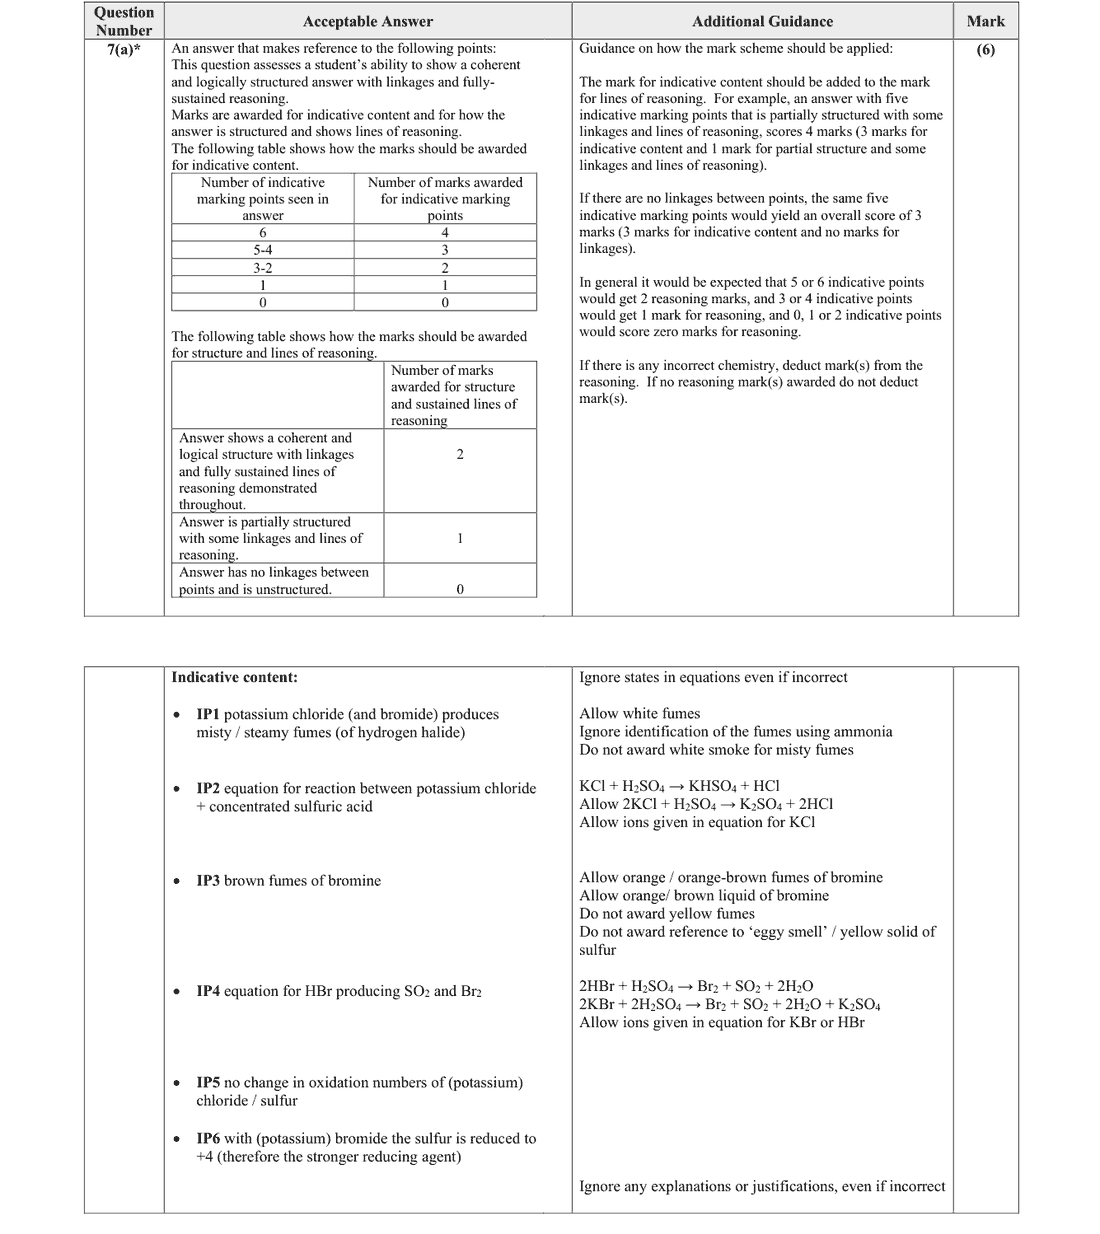 Question
Number
Acceptable Answer
Additional Guidance
Mark
7(a)*
An answer that makes reference to the following points:
This question assesses a student’s ability to show a coherent
and logically structured answer with linkages and fully-
sustained reasoning.
Marks are awarded for indicative content and for how the
answer is structured and shows lines of reasoning.
The following table shows how the marks should be awarded
for indicative content.
Number of indicative
marking points seen in
answer
Number of marks awarded
for indicative marking
points
6 4
5-4 3
3-2 2
1 1
0 0
The following table shows how the marks should be awarded
for structure and lines of reasoning.
Number of marks
awarded for structure
and sustained lines of
reasoning
Answer shows a coherent and
logical structure with linkages
and fully sustained lines of
reasoning demonstrated
throughout.
2
Answer is partially structured
with some linkages and lines of
reasoning.
1
Answer has no linkages between
points and is unstructured.
0
Guidance on how the mark scheme should be applied:
The mark for indicative content should be added to the mark
for lines of reasoning. For example, an answer with five
indicative marking points that is partially structured with some
linkages and lines of reasoning, scores 4 marks (3 marks for
indicative content and 1 mark for partial structure and some
linkages and lines of reasoning).
If there are no linkages between points, the same five
indicative marking points would yield an overall score of 3
marks (3 marks for indicative content and no marks for
linkages).
In general it would be expected that 5 or 6 indicative points
would get 2 reasoning marks, and 3 or 4 indicative points
would get 1 mark for reasoning, and 0, 1 or 2 indicative points
would score zero marks for reasoning.
If there is any incorrect chemistry, deduct mark(s) from the
reasoning. If no reasoning mark(s) awarded do not deduct
mark(s).
(6)
Indicative content:
• IP1 potassium chloride (and bromide) produces
misty / steamy fumes (of hydrogen halide)
• IP2 equation for reaction between potassium chloride
+ concentrated sulfuric acid
• IP3 brown fumes of bromine
• IP4 equation for HBr producing SO₂ and Br₂
• IP5 no change in oxidation numbers of (potassium)
chloride / sulfur
• IP6 with (potassium) bromide the sulfur is reduced to
+4 (therefore the stronger reducing agent)
Ignore states in equations even if incorrect
Allow white fumes
Ignore identification of the fumes using ammonia
Do not award white smoke for misty fumes
KCl + H₂SO₄ → KHSO₄ + HCl
Allow 2KCl + H₂SO₄ → K₂SO₄ + 2HCl
Allow ions given in equation for KCl
Allow orange / orange-brown fumes of bromine
Allow orange/ brown liquid of bromine
Do not award yellow fumes
Do not award reference to ‘eggy smell’ / yellow solid of
sulfur
2HBr + H₂SO₄ → Br₂ + SO₂ + 2H₂O
2KBr + 2H₂SO₄ → Br₂ + SO₂ + 2H₂O + K₂SO₄
Allow ions given in equation for KBr or HBr
Ignore any explanations or justifications, even if incorrect